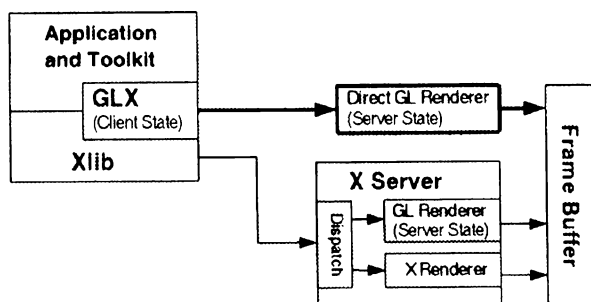 Application
and Toolkit
GLX
(Client State)
Xlib
Direct GL Renderer
(Server State)
X Server
Dispatch
GL Renderer
(Server State)
X Renderer
Frame Buffer